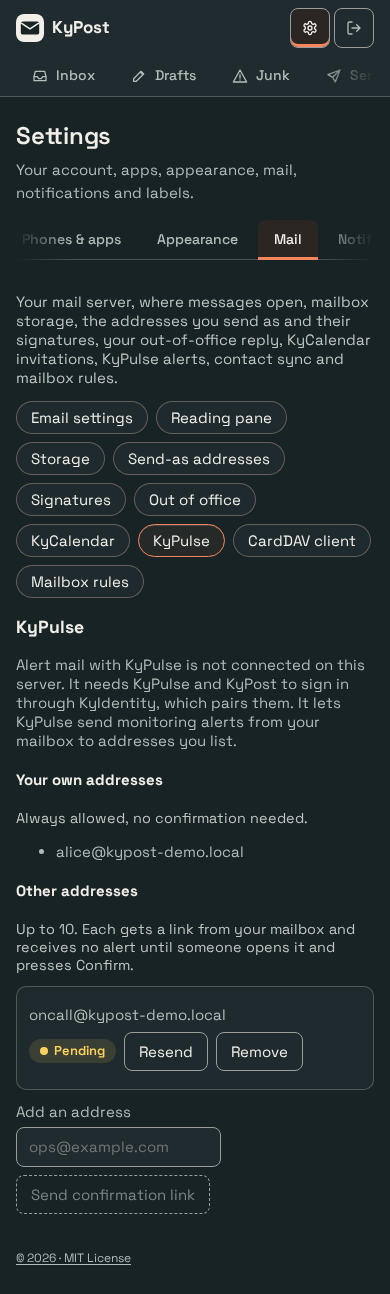 KyPost
Inbox
Drafts
Junk
Settings
Your account, apps, appearance, mail,
notifications and labels.
Phones & apps
Appearance
Mail
Your mail server, where messages open, mailbox
storage, the addresses you send as and their
signatures, your out-of-office reply, KyCalendar
invitations, KyPulse alerts, contact sync and
mailbox rules.
Email settings
Reading pane
Storage
Send-as addresses
Signatures
Out of office
KyCalendar
KyPulse
CardDAV client
Mailbox rules
KyPulse
Alert mail with KyPulse is not connected on this
server. It needs KyPulse and KyPost to sign in
through KyIdentity, which pairs them. It lets
KyPulse send monitoring alerts from your
mailbox to addresses you list.
Your own addresses
Always allowed, no confirmation needed.
• alice@kypost-demo.local
Other addresses
Up to 10. Each gets a link from your mailbox and
receives no alert until someone opens it and
presses Confirm.
oncall@kypost-demo.local
Pending
Resend
Remove
Add an address
ops@example.com
Send confirmation link
© 2026 · MIT License